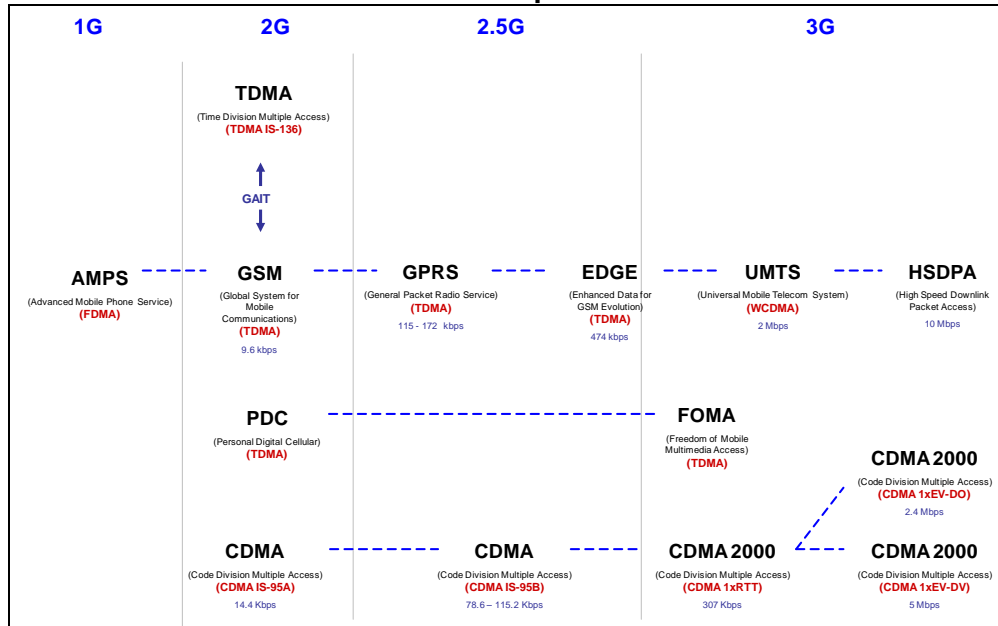 1G 2G 2.5G 3G
TDMA
(Time Division Multiple Access)
(TDMA IS-136)
GAIT
AMPS
(Advanced Mobile Phone Service)
(FDMA)
GSM
(Global System for
Mobile
Communications)
(TDMA)
9.6 kbps
GPRS
(General Packet Radio Service)
(TDMA)
115 - 172 kbps
EDGE
(Enhanced Data for
GSM Evolution)
(TDMA)
474 kbps
UMTS
(Universal Mobile Telecom System)
(WCDMA)
2 Mbps
HSDPA
(High Speed Downlink
Packet Access)
10 Mbps
PDC
(Personal Digital Cellular)
(TDMA)
FOMA
(Freedom of Mobile
Multimedia Access)
(TDMA)
CDMA 2000
(Code Division Multiple Access)
(CDMA 1xEV-DO)
2.4 Mbps
CDMA
(Code Division Multiple Access)
(CDMA IS-95A)
14.4 Kbps
CDMA
(Code Division Multiple Access)
(CDMA IS-95B)
78.6 – 115.2 Kbps
CDMA 2000
(Code Division Multiple Access)
(CDMA 1xRTT)
307 Kbps
CDMA 2000
(Code Division Multiple Access)
(CDMA 1xEV-DV)
5 Mbps